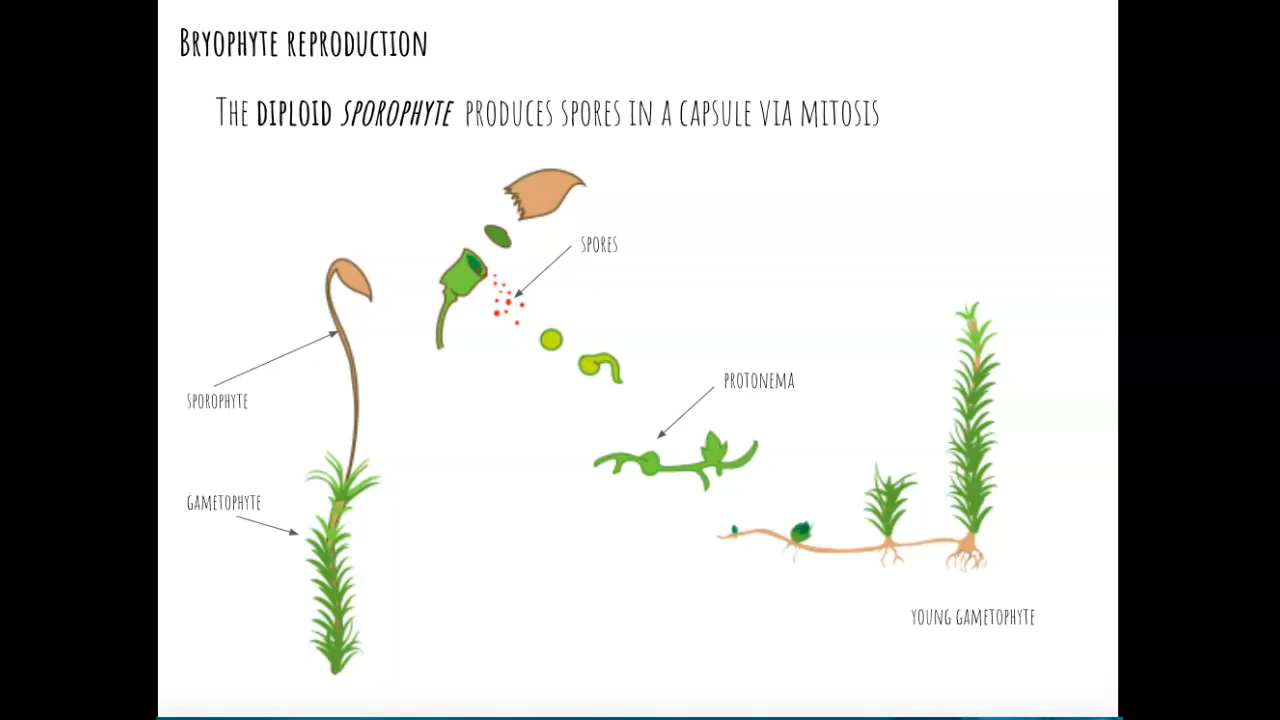 Bryophyte reproduction
The diploid sporophyte produces spores in a capsule via mitosis
spores
protonema
sporophyte
gametophyte
young gametophyte